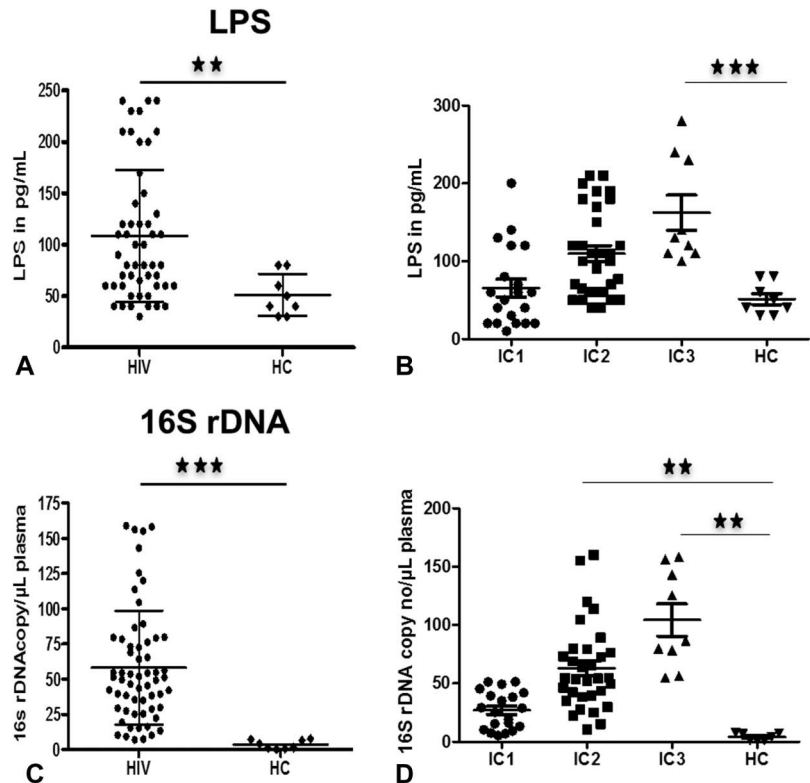 LPS
★★
LPS in pg/mL
250
200
150
100
50
0
HIV
HC
A
★★★
LPS in pg/mL
300
200
100
0
IC1
IC2
IC3
HC
B
16S rDNA
★★★
16s rDNAcopy/µL plasma
175
150
125
100
75
50
25
0
HIV
HC
C
★★
★★
16S rDNA copy no/µL plasma
200
150
100
50
0
IC1
IC2
IC3
HC
D